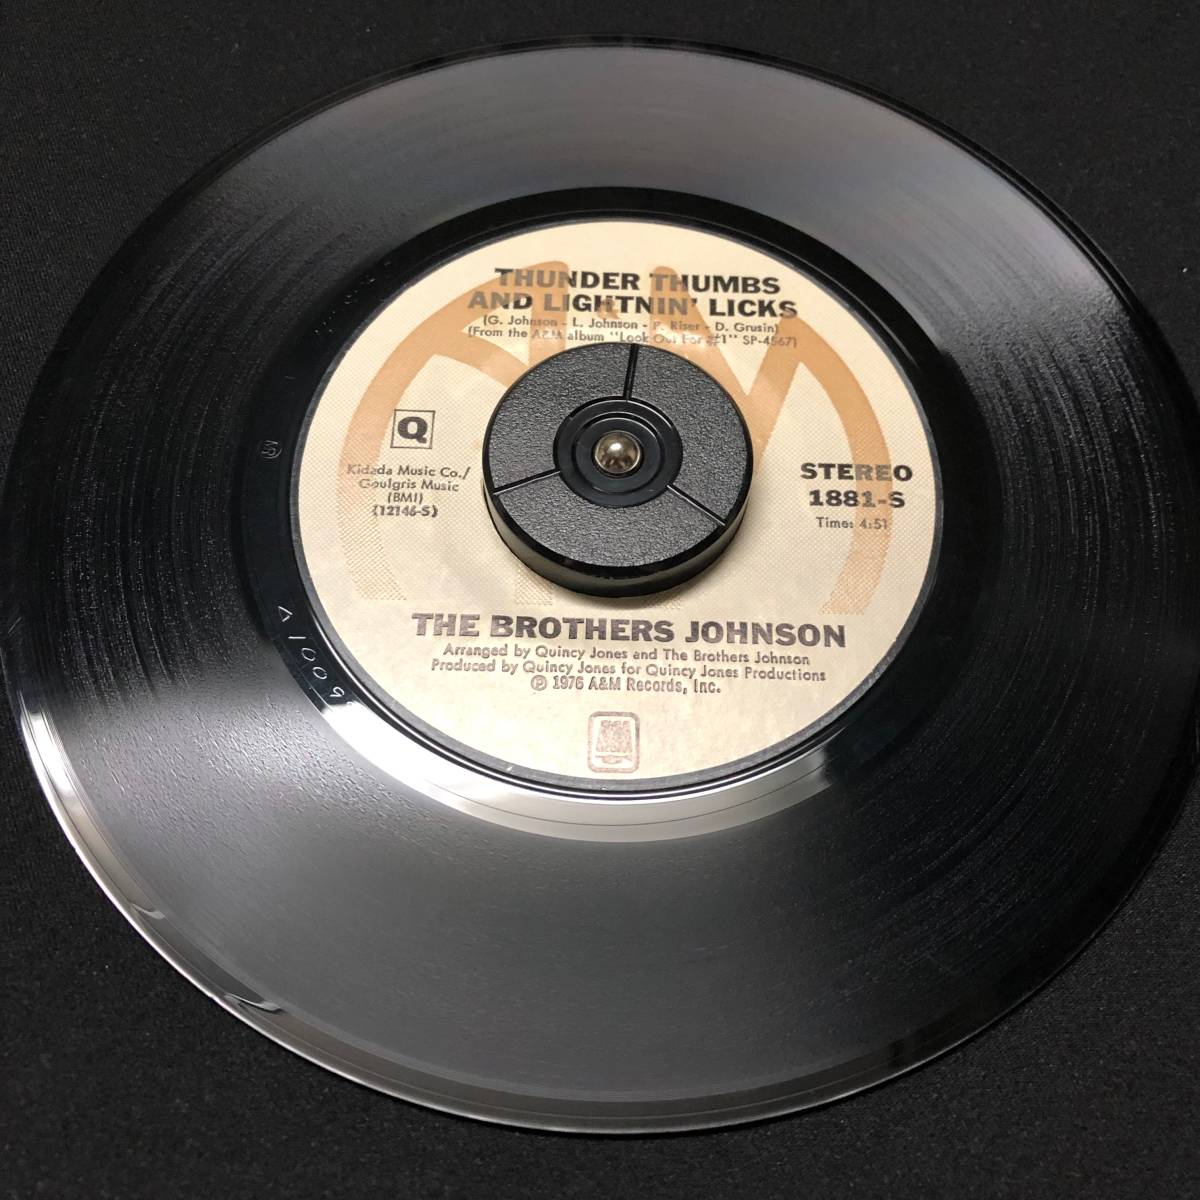 THUNDER THUMBS
AND LIGHTNIN' LICKS
(G. Johnson - L. Johnson - P. Riser - D. Grusin)
(From the A&M album "Look Out For #1" SP-4567)
Q
Kidada Music Co./
Goulgris Music
(BMI)
(12146-S)
STEREO
1881-S
Time: 4:51
THE BROTHERS JOHNSON
Arranged by Quincy Jones and The Brothers Johnson
Produced by Quincy Jones for Quincy Jones Productions
℗ 1976 A&M Records, Inc.
Δ1009